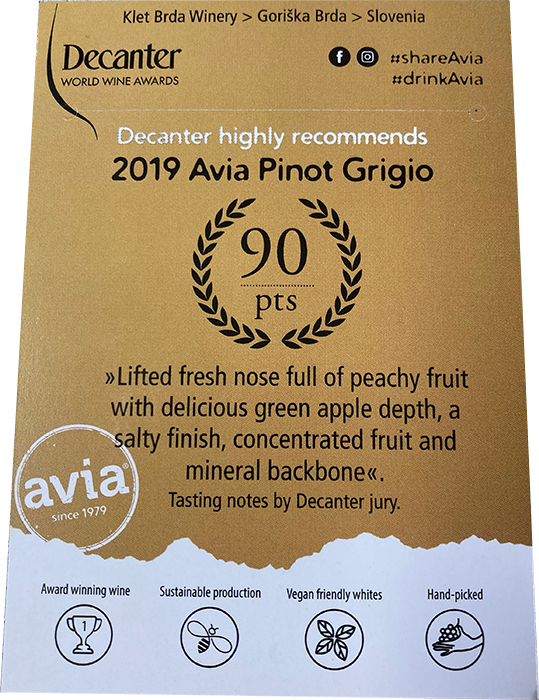 Klet Brda Winery > Goriška Brda > Slovenia
Decanter
WORLD WINE AWARDS
#shareAvia
#drinkAvia
Decanter highly recommends
2019 Avia Pinot Grigio
90
pts
»Lifted fresh nose full of peachy fruit
with delicious green apple depth, a
salty finish, concentrated fruit and
mineral backbone«.
Tasting notes by Decanter jury.
avia®
since 1979
Award winning wine
Sustainable production
Vegan friendly whites
Hand-picked
1